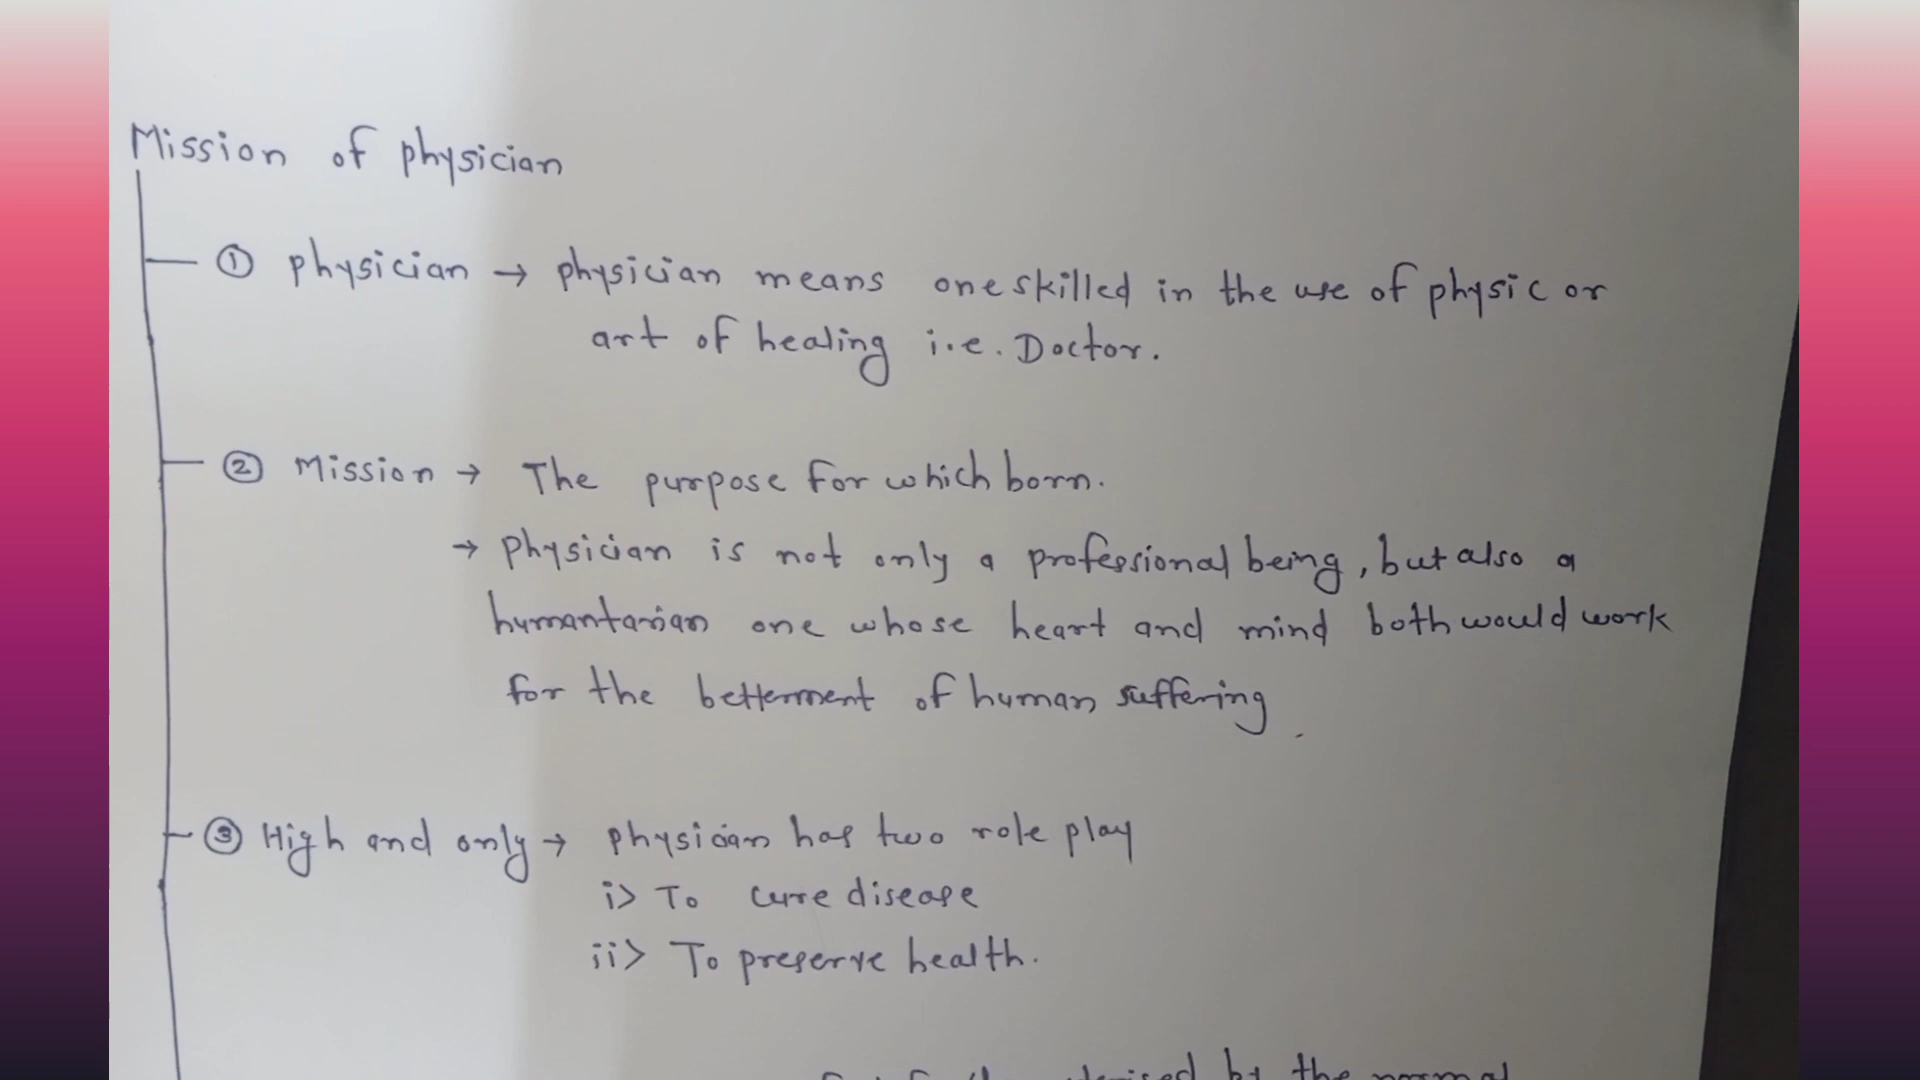 Mission of physician
① physician → physician means one skilled in the use of physic or
art of healing i.e. Doctor.
② Mission → The purpose for which born.
→ physician is not only a professional being, but also a
humantarian one whose heart and mind both would work
for the betterment of human suffering.
③ High and only → physician has two role play
i> To cure disease
ii> To preserve health.
by the normal